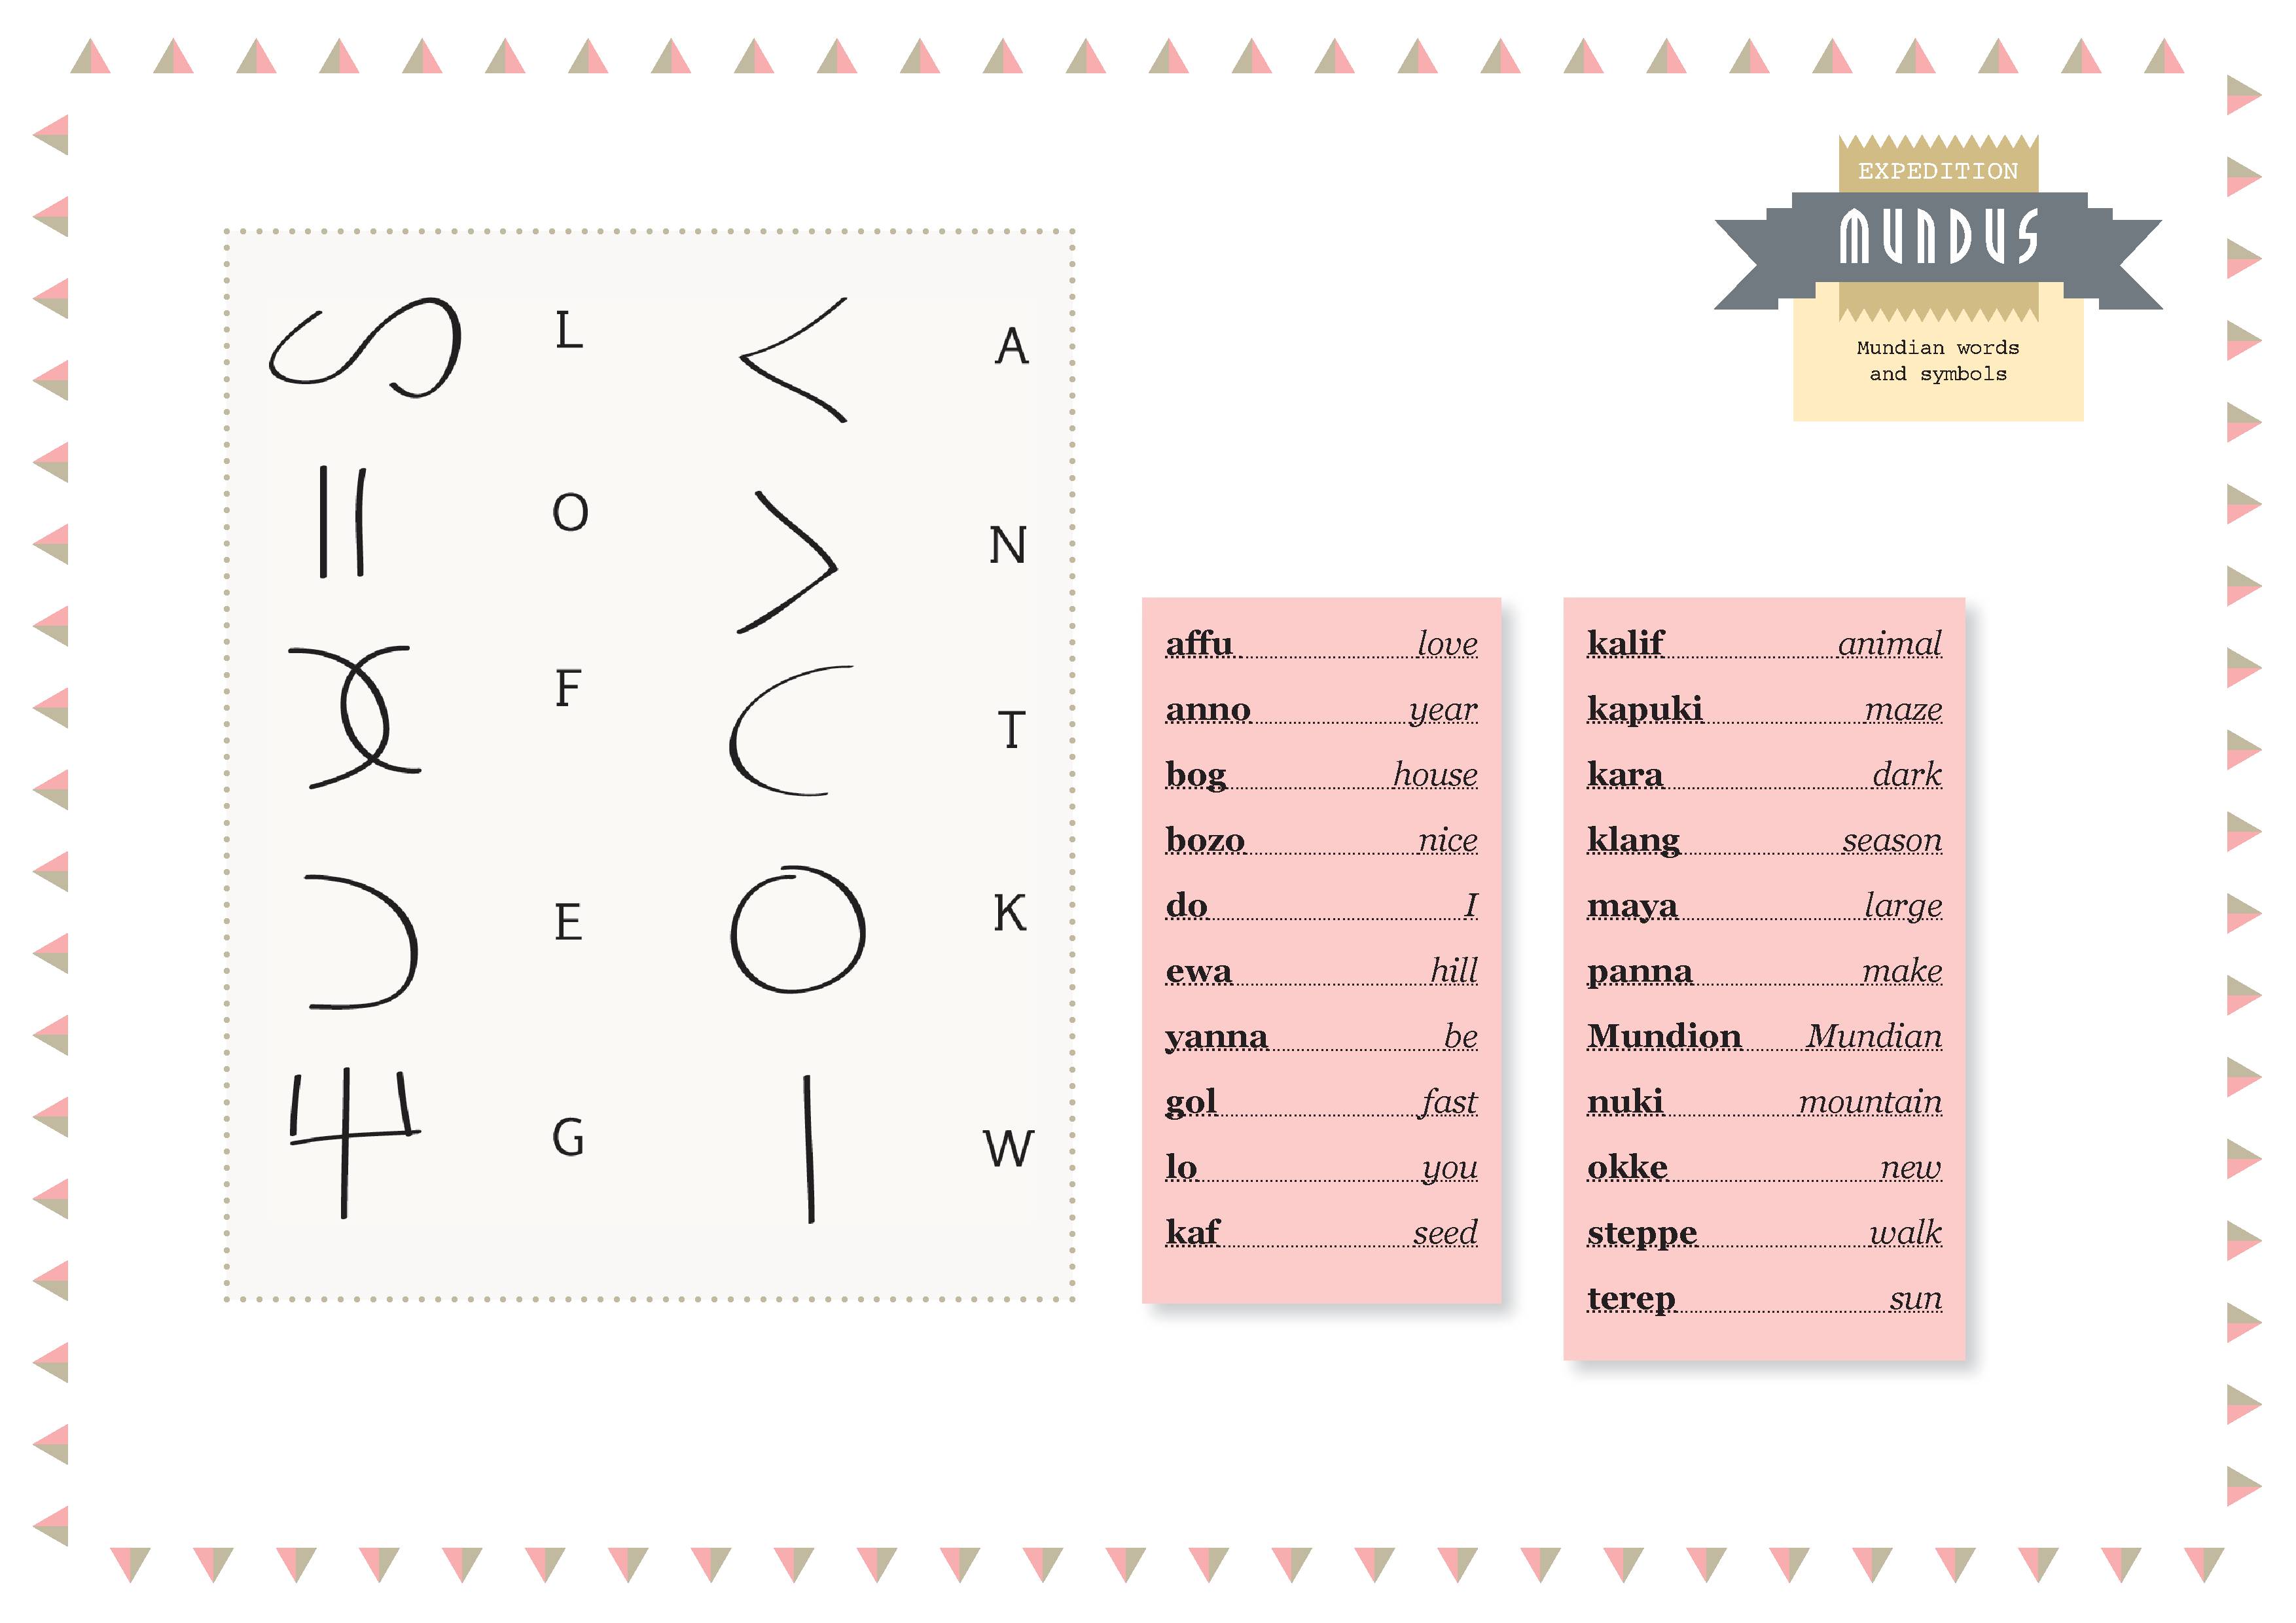 EXPEDITION
MUNDUS
Mundian words
and symbols
L
A
O
N
F
T
E
K
G
W
affu love
anno year
bog house
bozo nice
do I
ewa hill
yanna be
gol fast
lo you
kaf seed
kalif animal
kapuki maze
kara dark
klang season
maya large
panna make
Mundion Mundian
nuki mountain
okke new
steppe walk
terep sun